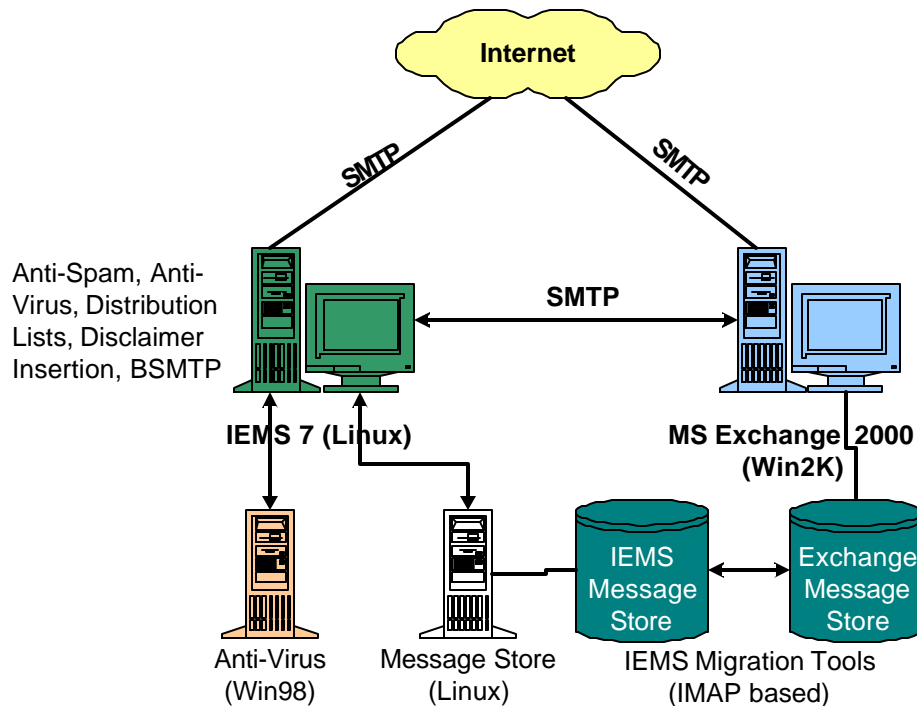 Internet
SMTP
SMTP
Anti-Spam, Anti-
Virus, Distribution
Lists, Disclaimer
Insertion, BSMTP
SMTP
IEMS 7 (Linux)
MS Exchange 2000
(Win2K)
IEMS
Message
Store
Exchange
Message
Store
Anti-Virus
(Win98)
Message Store
(Linux)
IEMS Migration Tools
(IMAP based)